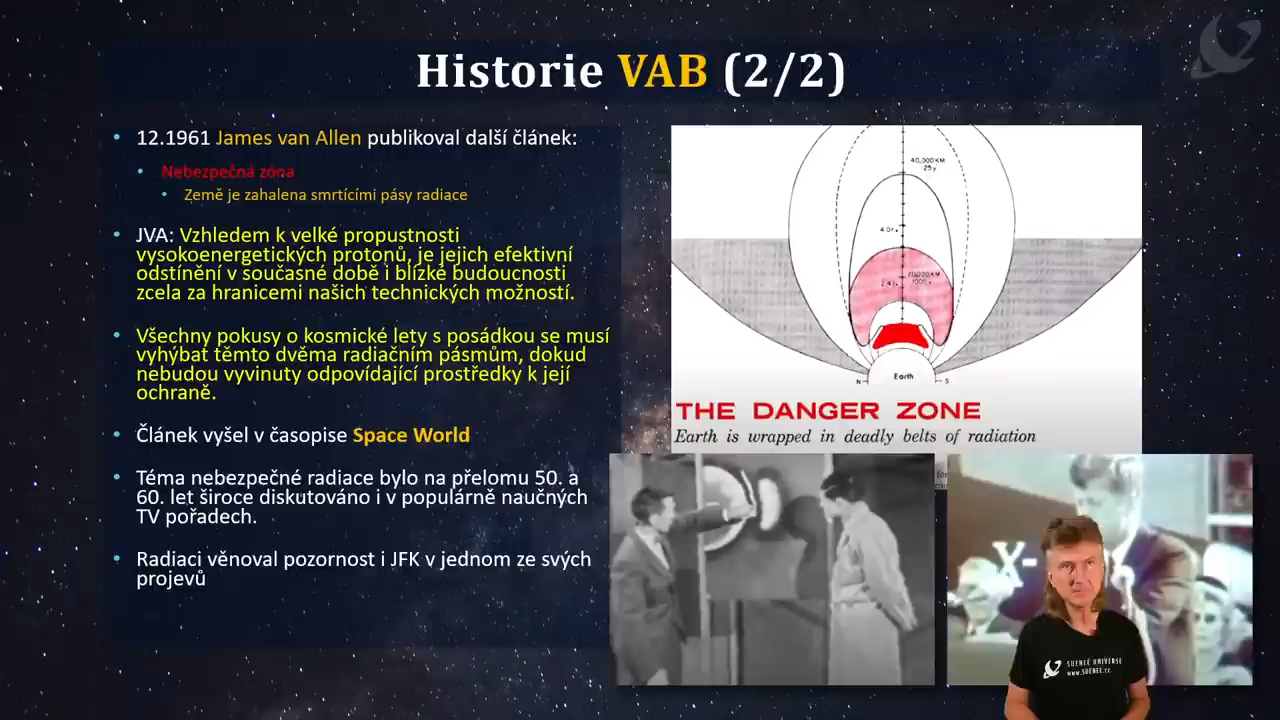 Historie VAB (2/2)
• 12.1961 James van Allen publikoval další článek:
• Nebezpečná zóna
• Země je zahalena smrtícími pásy radiace
• JVA: Vzhledem k velké propustnosti
vysokoenergetických protonů, je jejich efektivní
odstínění v současné době i blízké budoucnosti
zcela za hranicemi našich technických možností.
• Všechny pokusy o kosmické lety s posádkou se musí
vyhýbat těmto dvěma radiačním pásmům, dokud
nebudou vyvinuty odpovídající prostředky k její
ochraně.
• Článek vyšel v časopise Space World
• Téma nebezpečné radiace bylo na přelomu 50. a
60. let široce diskutováno i v populárně naučných
TV pořadech.
• Radiaci věnoval pozornost i JFK v jednom ze svých
projevů
40,000 KM
Earth
N
S
THE DANGER ZONE
Earth is wrapped in deadly belts of radiation
X-
SUENEÉ UNIVERSE
www.SUENEE.cz